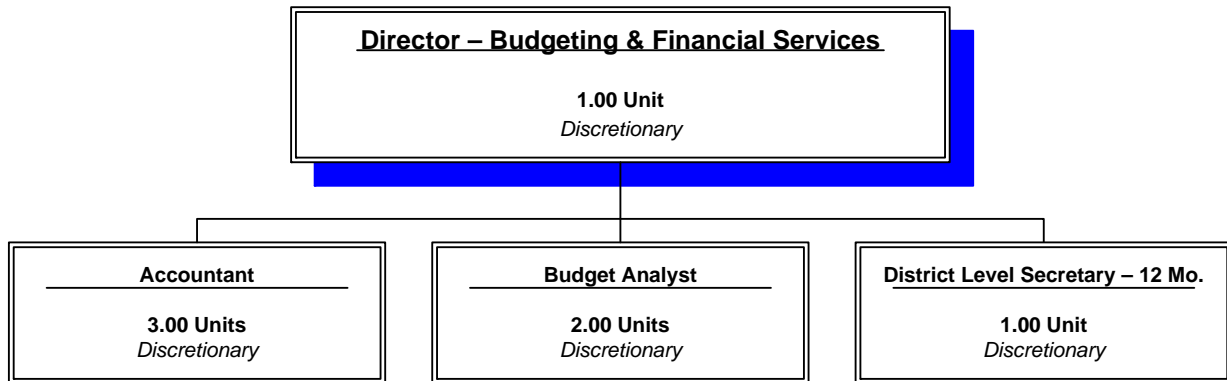 Director – Budgeting & Financial Services
1.00 Unit
Discretionary
Accountant
3.00 Units
Discretionary
Budget Analyst
2.00 Units
Discretionary
District Level Secretary – 12 Mo.
1.00 Unit
Discretionary